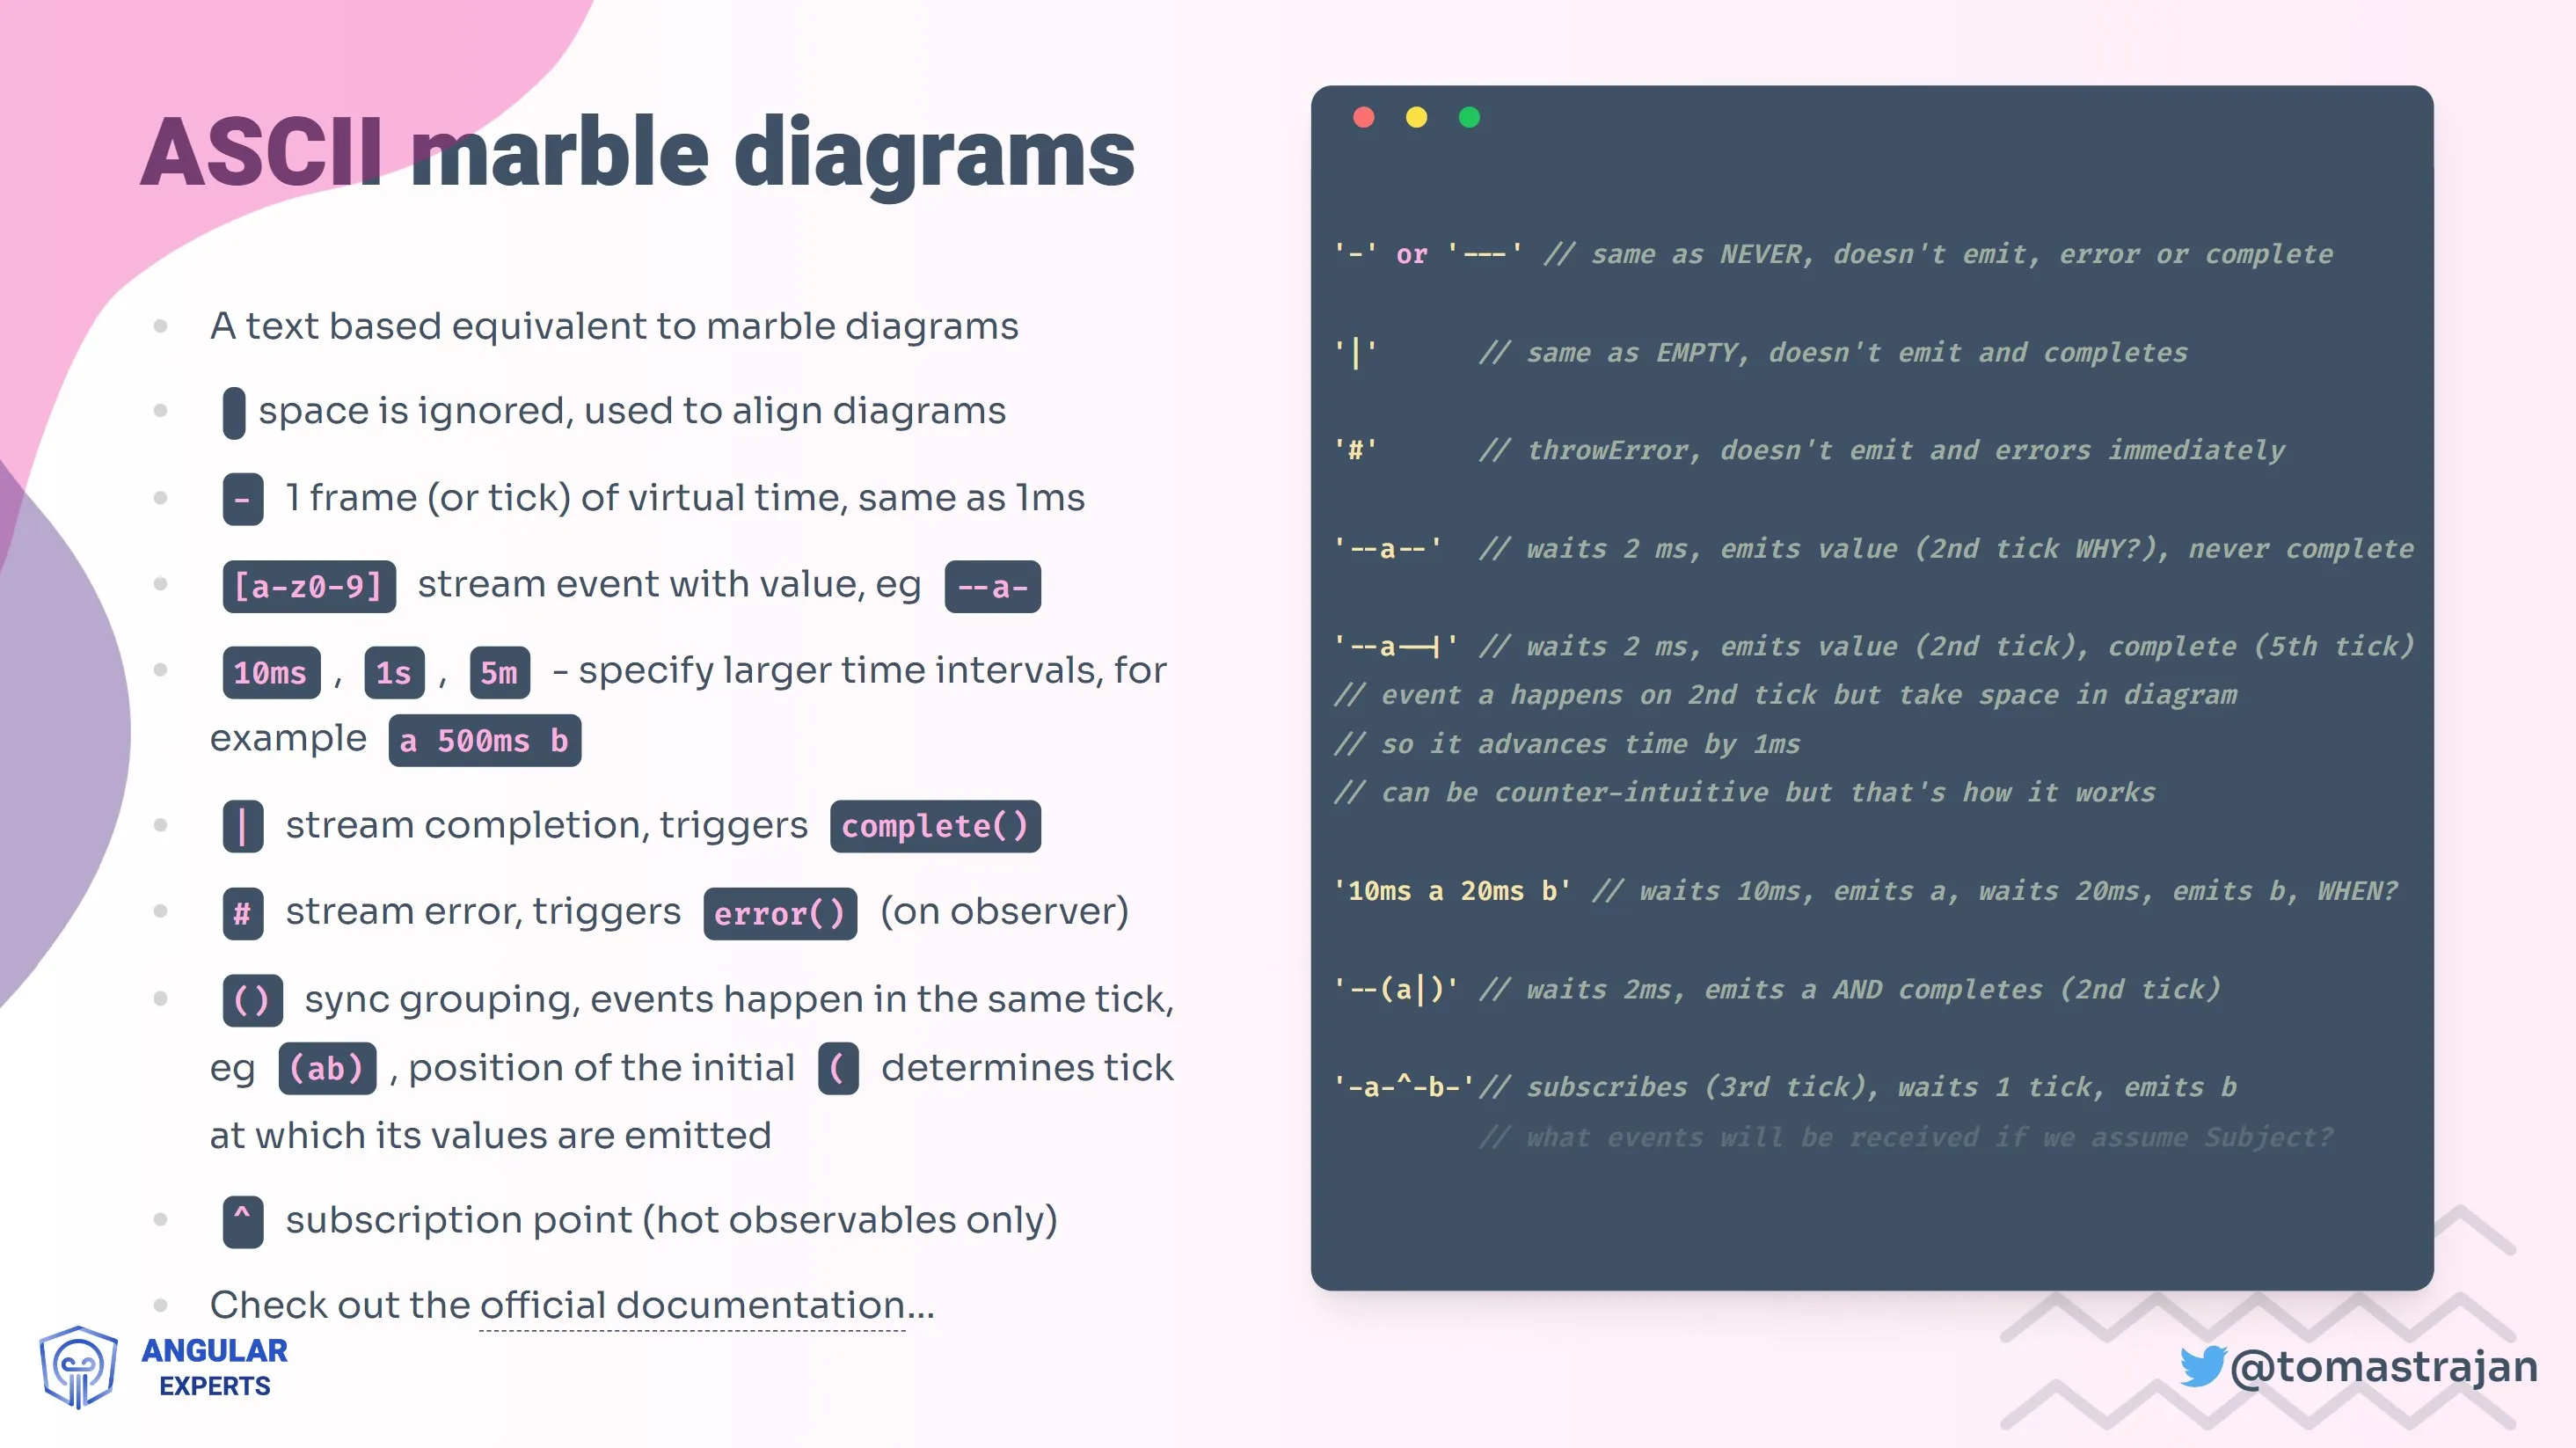 ASCII marble diagrams
A text based equivalent to marble diagrams
space is ignored, used to align diagrams
- 1 frame (or tick) of virtual time, same as 1ms
[a-z0-9] stream event with value, eg --a-
10ms , 1s , 5m - specify larger time intervals, for
example a 500ms b
| stream completion, triggers complete()
# stream error, triggers error() (on observer)
() sync grouping, events happen in the same tick,
eg (ab) , position of the initial ( determines tick
at which its values are emitted
^ subscription point (hot observables only)
Check out the official documentation...
'-' or '---' // same as NEVER, doesn't emit, error or complete
'|' // same as EMPTY, doesn't emit and completes
'#' // throwError, doesn't emit and errors immediately
'--a--' // waits 2 ms, emits value (2nd tick WHY?), never complete
'--a--|' // waits 2 ms, emits value (2nd tick), complete (5th tick)
// event a happens on 2nd tick but take space in diagram
// so it advances time by 1ms
// can be counter-intuitive but that's how it works
'10ms a 20ms b' // waits 10ms, emits a, waits 20ms, emits b, WHEN?
'--(a|)' // waits 2ms, emits a AND completes (2nd tick)
'-a-^-b-' // subscribes (3rd tick), waits 1 tick, emits b
// what events will be received if we assume Subject?
ANGULAR
EXPERTS
@tomastrajan